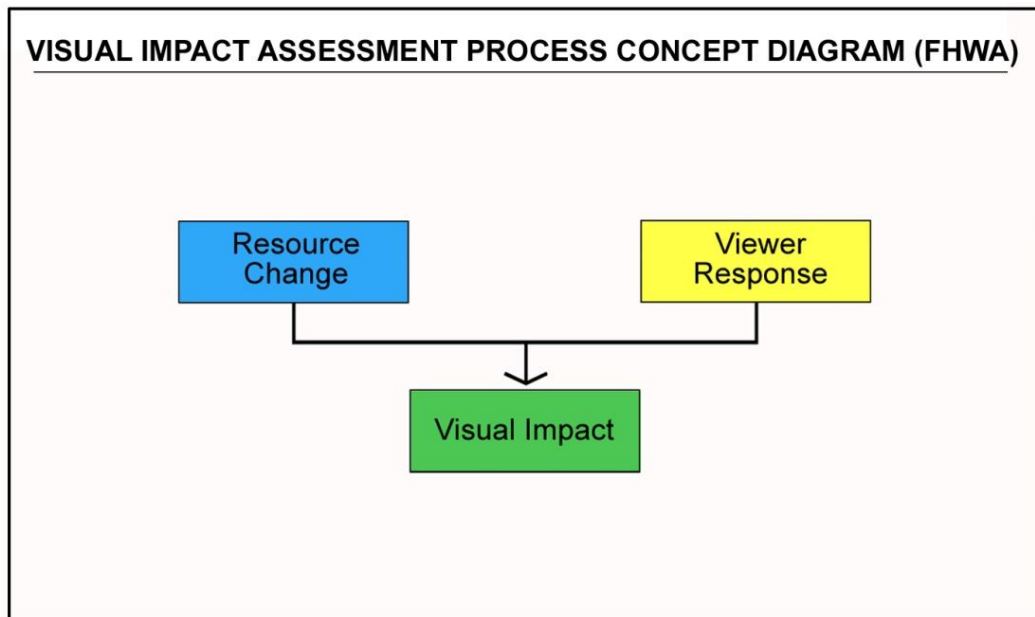 VISUAL IMPACT ASSESSMENT PROCESS CONCEPT DIAGRAM (FHWA)
Resource
Change
Viewer
Response
Visual Impact